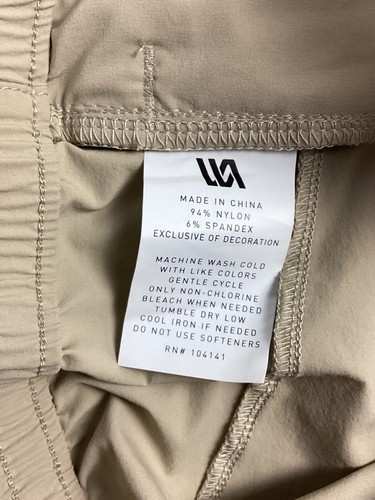 MADE IN CHINA
94% NYLON
6% SPANDEX
EXCLUSIVE OF DECORATION
MACHINE WASH COLD
WITH LIKE COLORS
GENTLE CYCLE
ONLY NON-CHLORINE
BLEACH WHEN NEEDED
TUMBLE DRY LOW
COOL IRON IF NEEDED
DO NOT USE SOFTENERS
RN# 104141